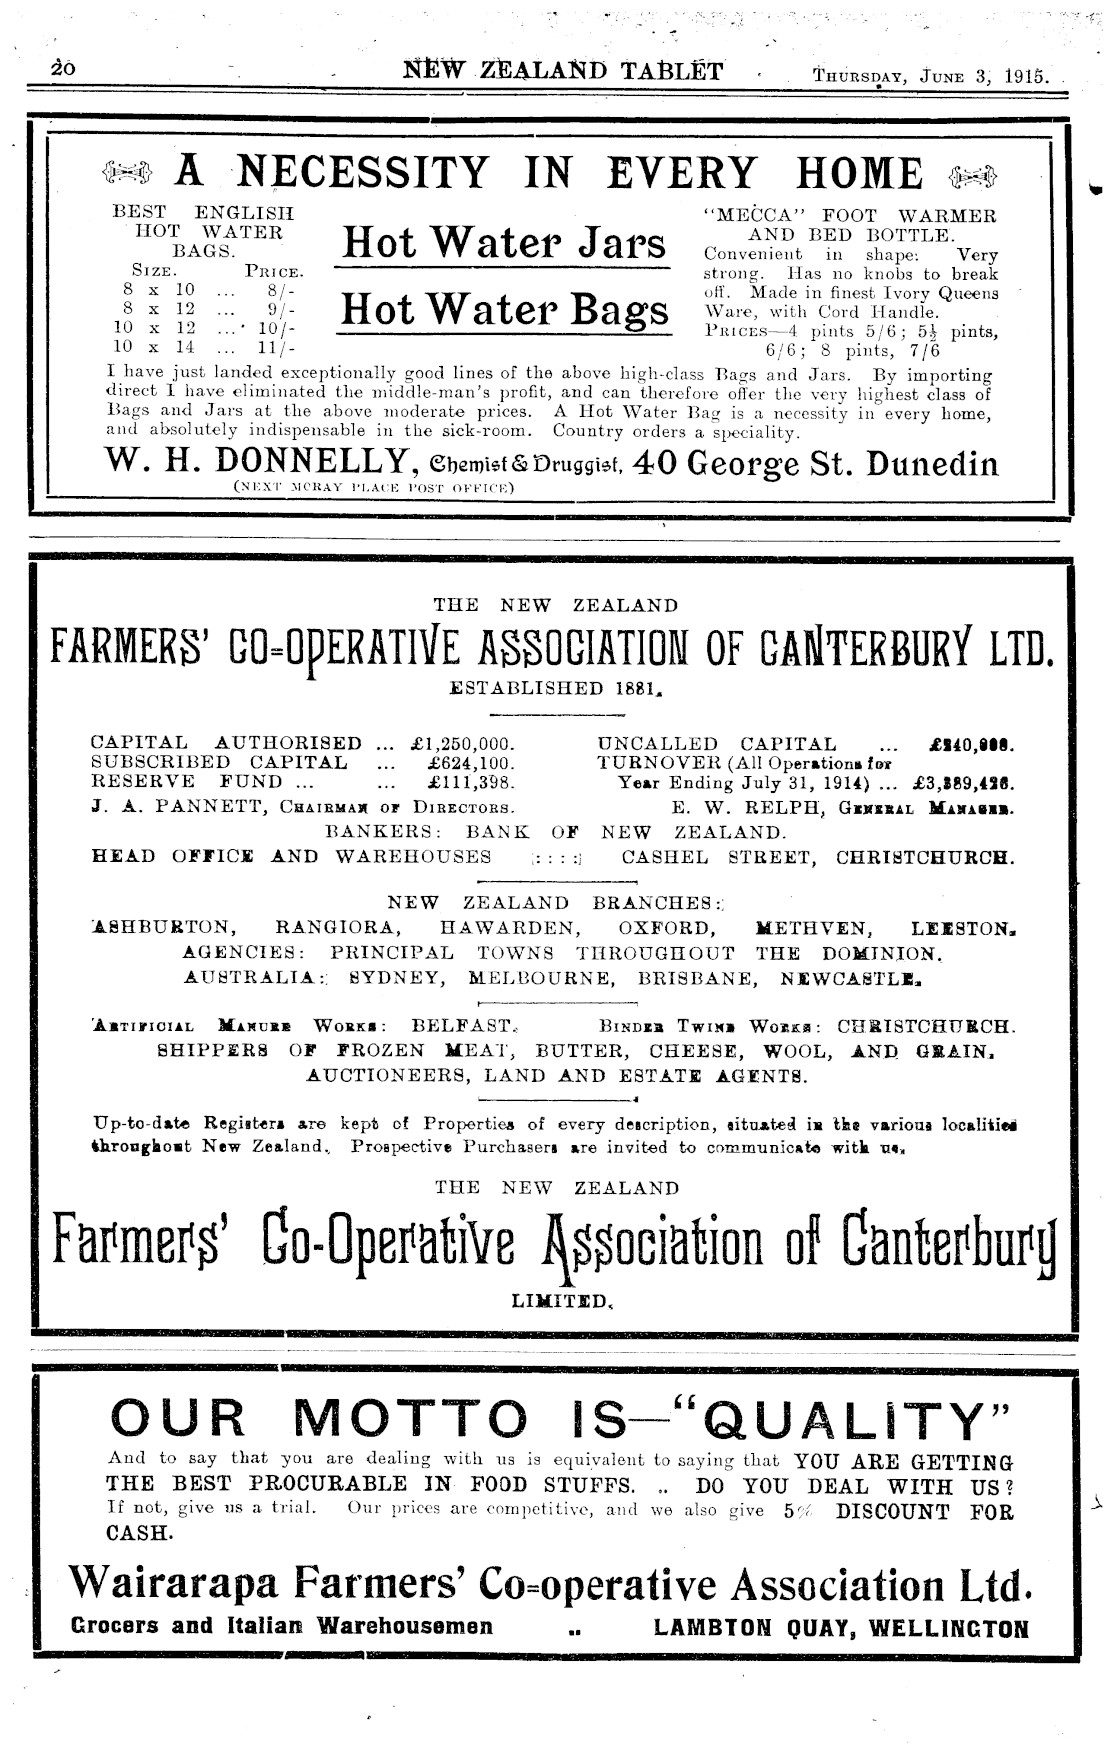 20
NEW ZEALAND TABLET
THURSDAY, JUNE 3, 1915.
A NECESSITY IN EVERY HOME
BEST ENGLISH
HOT WATER
BAGS.
SIZE. PRICE.
8 x 10 ... 8/-
8 x 12 ... 9/-
10 x 12 ... 10/-
10 x 14 ... 11/-
Hot Water Jars
Hot Water Bags
"MECCA" FOOT WARMER
AND BED BOTTLE.
Convenient in shape: Very
strong. Has no knobs to break
off. Made in finest Ivory Queens
Ware, with Cord Handle.
PRICES—4 pints 5/6; 5½ pints,
6/6; 8 pints, 7/6
I have just landed exceptionally good lines of the above high-class Bags and Jars. By importing
direct I have eliminated the middle-man's profit, and can therefore offer the very highest class of
Bags and Jars at the above moderate prices. A Hot Water Bag is a necessity in every home,
and absolutely indispensable in the sick-room. Country orders a speciality.
W. H. DONNELLY, Chemist & Druggist, 40 George St. Dunedin
(NEXT MCRAY PLACE POST OFFICE)
THE NEW ZEALAND
FARMERS' CO=OPERATIVE ASSOCIATION OF CANTERBURY LTD.
ESTABLISHED 1881.
CAPITAL AUTHORISED ... £1,250,000.
SUBSCRIBED CAPITAL ... £624,100.
RESERVE FUND ... ... £111,398.
UNCALLED CAPITAL ...
TURNOVER (All Operations for
Year Ending July 31, 1914) ...
J. A. PANNETT, CHAIRMAN OF DIRECTORS. E. W. RELPH, GENERAL MANAGER.
BANKERS: BANK OF NEW ZEALAND.
HEAD OFFICE AND WAREHOUSES :::: CASHEL STREET, CHRISTCHURCH.
NEW ZEALAND BRANCHES:
ASHBURTON, RANGIORA, HAWARDEN, OXFORD, METHVEN, LEESTON.
AGENCIES: PRINCIPAL TOWNS THROUGHOUT THE DOMINION.
AUSTRALIA: SYDNEY, MELBOURNE, BRISBANE, NEWCASTLE.
ARTIFICIAL MANURE WORKS: BELFAST. BINDER TWINE WORKS: CHRISTCHURCH.
SHIPPERS OF FROZEN MEAT, BUTTER, CHEESE, WOOL, AND GRAIN.
AUCTIONEERS, LAND AND ESTATE AGENTS.
Up-to-date Registers are kept of Properties of every description, situated in the various localities
throughout New Zealand. Prospective Purchasers are invited to communicate with us.
THE NEW ZEALAND
Farmers' Co-Operative Association of Canterbury
LIMITED.
OUR MOTTO IS—"QUALITY"
And to say that you are dealing with us is equivalent to saying that YOU ARE GETTING
THE BEST PROCURABLE IN FOOD STUFFS. .. DO YOU DEAL WITH US?
If not, give us a trial. Our prices are competitive, and we also give 5% DISCOUNT FOR
CASH.
Wairarapa Farmers' Co=operative Association Ltd.
Grocers and Italian Warehousemen .. LAMBTON QUAY, WELLINGTON